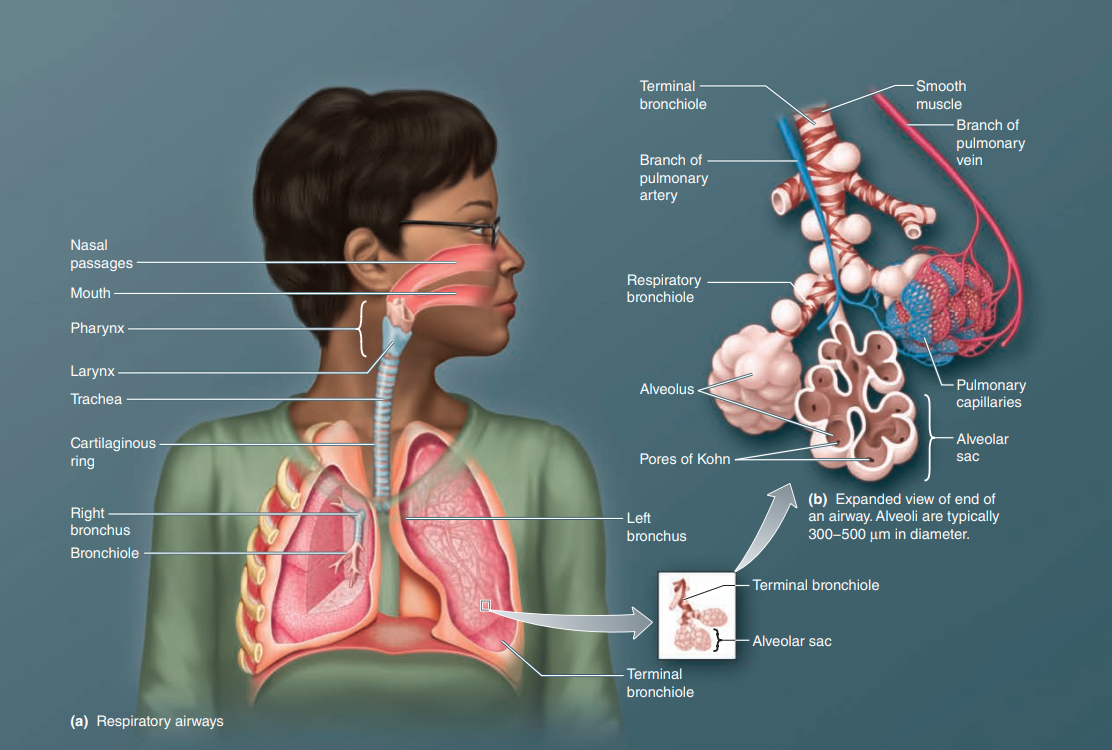 Nasal
passages
Mouth
Pharynx
Larynx
Trachea
Cartilaginous
ring
Right
bronchus
Bronchiole
Left
bronchus
Terminal
bronchiole
(a) Respiratory airways
Terminal
bronchiole
Smooth
muscle
Branch of
pulmonary
vein
Branch of
pulmonary
artery
Respiratory
bronchiole
Alveolus
Pulmonary
capillaries
Pores of Kohn
Alveolar
sac
(b) Expanded view of end of
an airway. Alveoli are typically
300–500 μm in diameter.
Terminal bronchiole
Alveolar sac